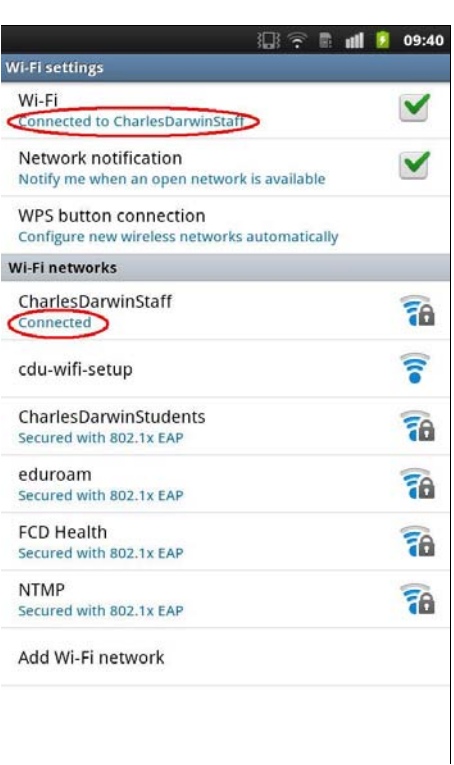 09:40
Wi-Fi settings
Wi-Fi
Connected to CharlesDarwinStaff
Network notification
Notify me when an open network is available
WPS button connection
Configure new wireless networks automatically
Wi-Fi networks
CharlesDarwinStaff
Connected
cdu-wifi-setup
CharlesDarwinStudents
Secured with 802.1x EAP
eduroam
Secured with 802.1x EAP
FCD Health
Secured with 802.1x EAP
NTMP
Secured with 802.1x EAP
Add Wi-Fi network